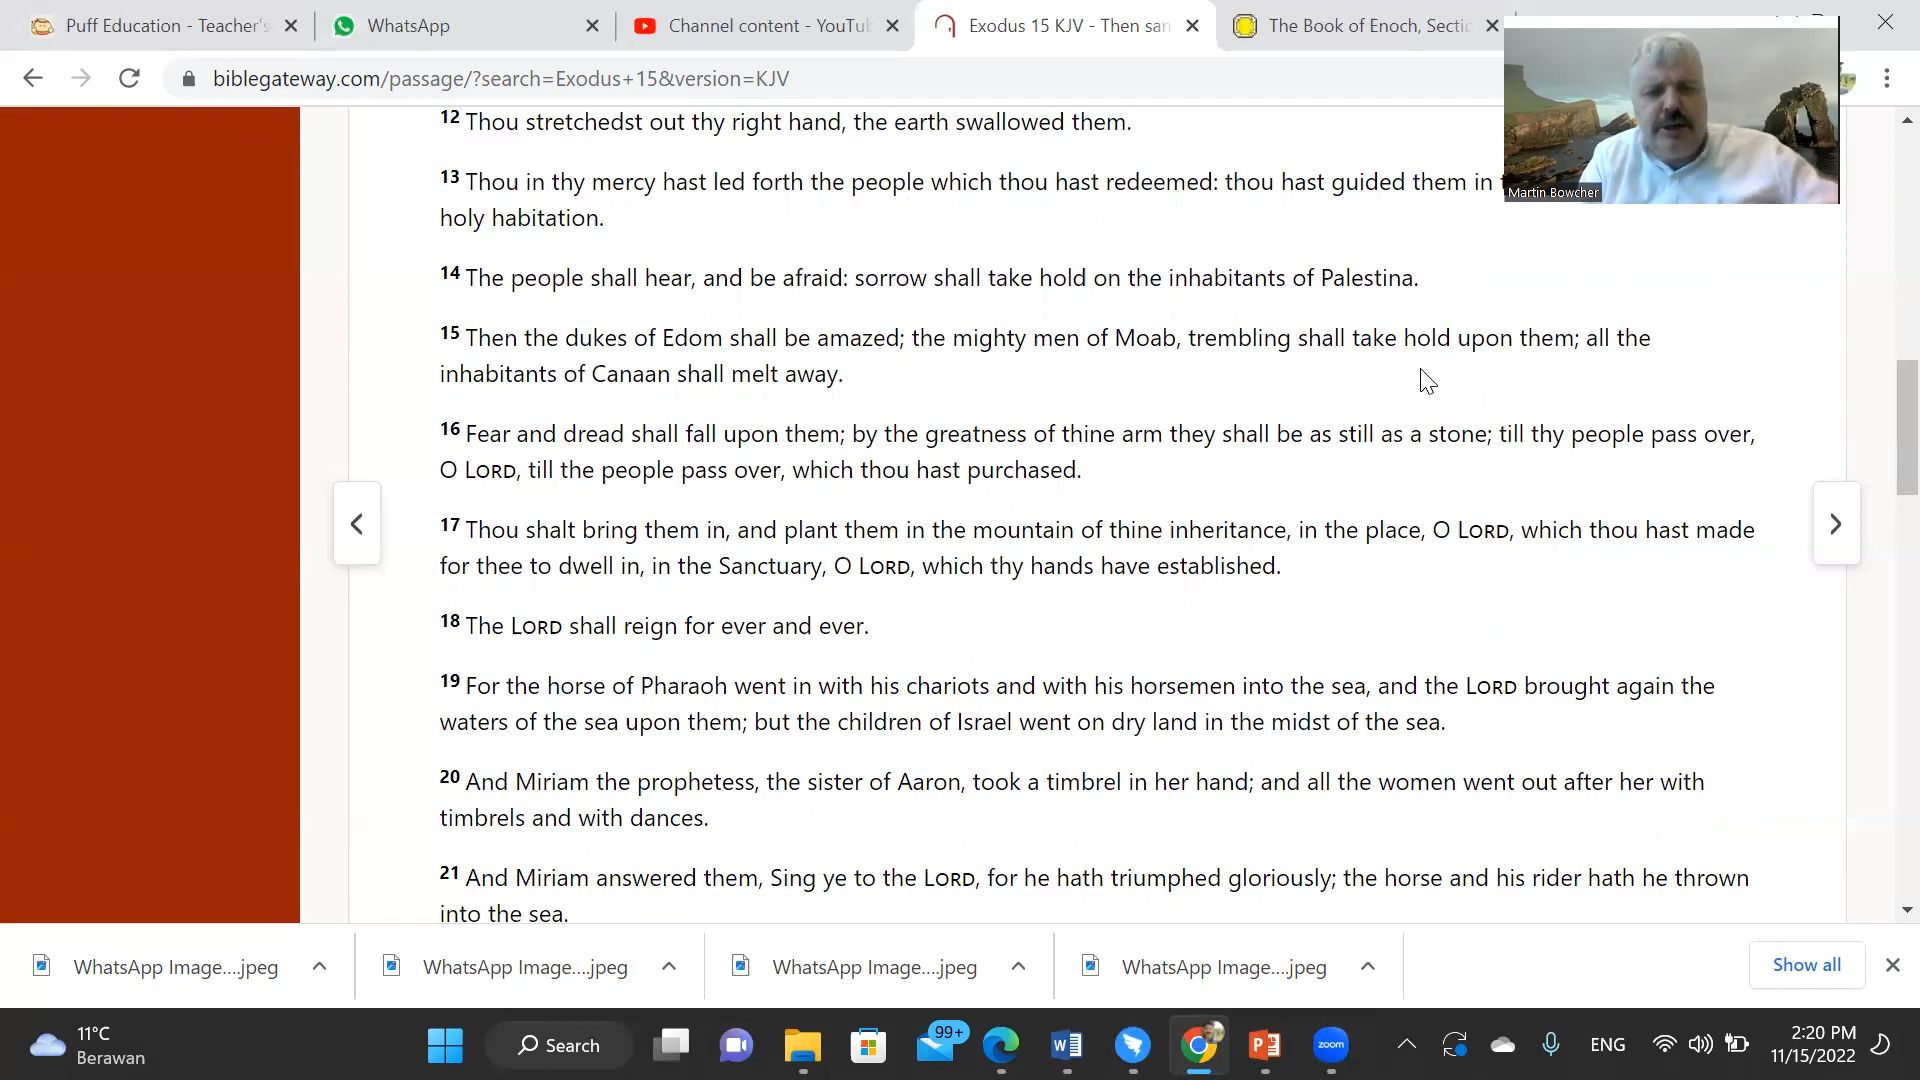 Puff Education - Teacher's
WhatsApp
Channel content - YouTu
Exodus 15 KJV - Then san
The Book of Enoch, Sectio
biblegateway.com/passage/?search=Exodus+15&version=KJV
Martin Bowcher
12 Thou stretchedst out thy right hand, the earth swallowed them.
13 Thou in thy mercy hast led forth the people which thou hast redeemed: thou hast guided them in
holy habitation.
14 The people shall hear, and be afraid: sorrow shall take hold on the inhabitants of Palestina.
15 Then the dukes of Edom shall be amazed; the mighty men of Moab, trembling shall take hold upon them; all the
inhabitants of Canaan shall melt away.
16 Fear and dread shall fall upon them; by the greatness of thine arm they shall be as still as a stone; till thy people pass over,
O LORD, till the people pass over, which thou hast purchased.
17 Thou shalt bring them in, and plant them in the mountain of thine inheritance, in the place, O LORD, which thou hast made
for thee to dwell in, in the Sanctuary, O LORD, which thy hands have established.
18 The LORD shall reign for ever and ever.
19 For the horse of Pharaoh went in with his chariots and with his horsemen into the sea, and the LORD brought again the
waters of the sea upon them; but the children of Israel went on dry land in the midst of the sea.
20 And Miriam the prophetess, the sister of Aaron, took a timbrel in her hand; and all the women went out after her with
timbrels and with dances.
21 And Miriam answered them, Sing ye to the LORD, for he hath triumphed gloriously; the horse and his rider hath he thrown
into the sea.
WhatsApp Image....jpeg
WhatsApp Image....jpeg
WhatsApp Image....jpeg
WhatsApp Image....jpeg
Show all
11°C
Berawan
Search
99+
zoom
ENG
2:20 PM
11/15/2022